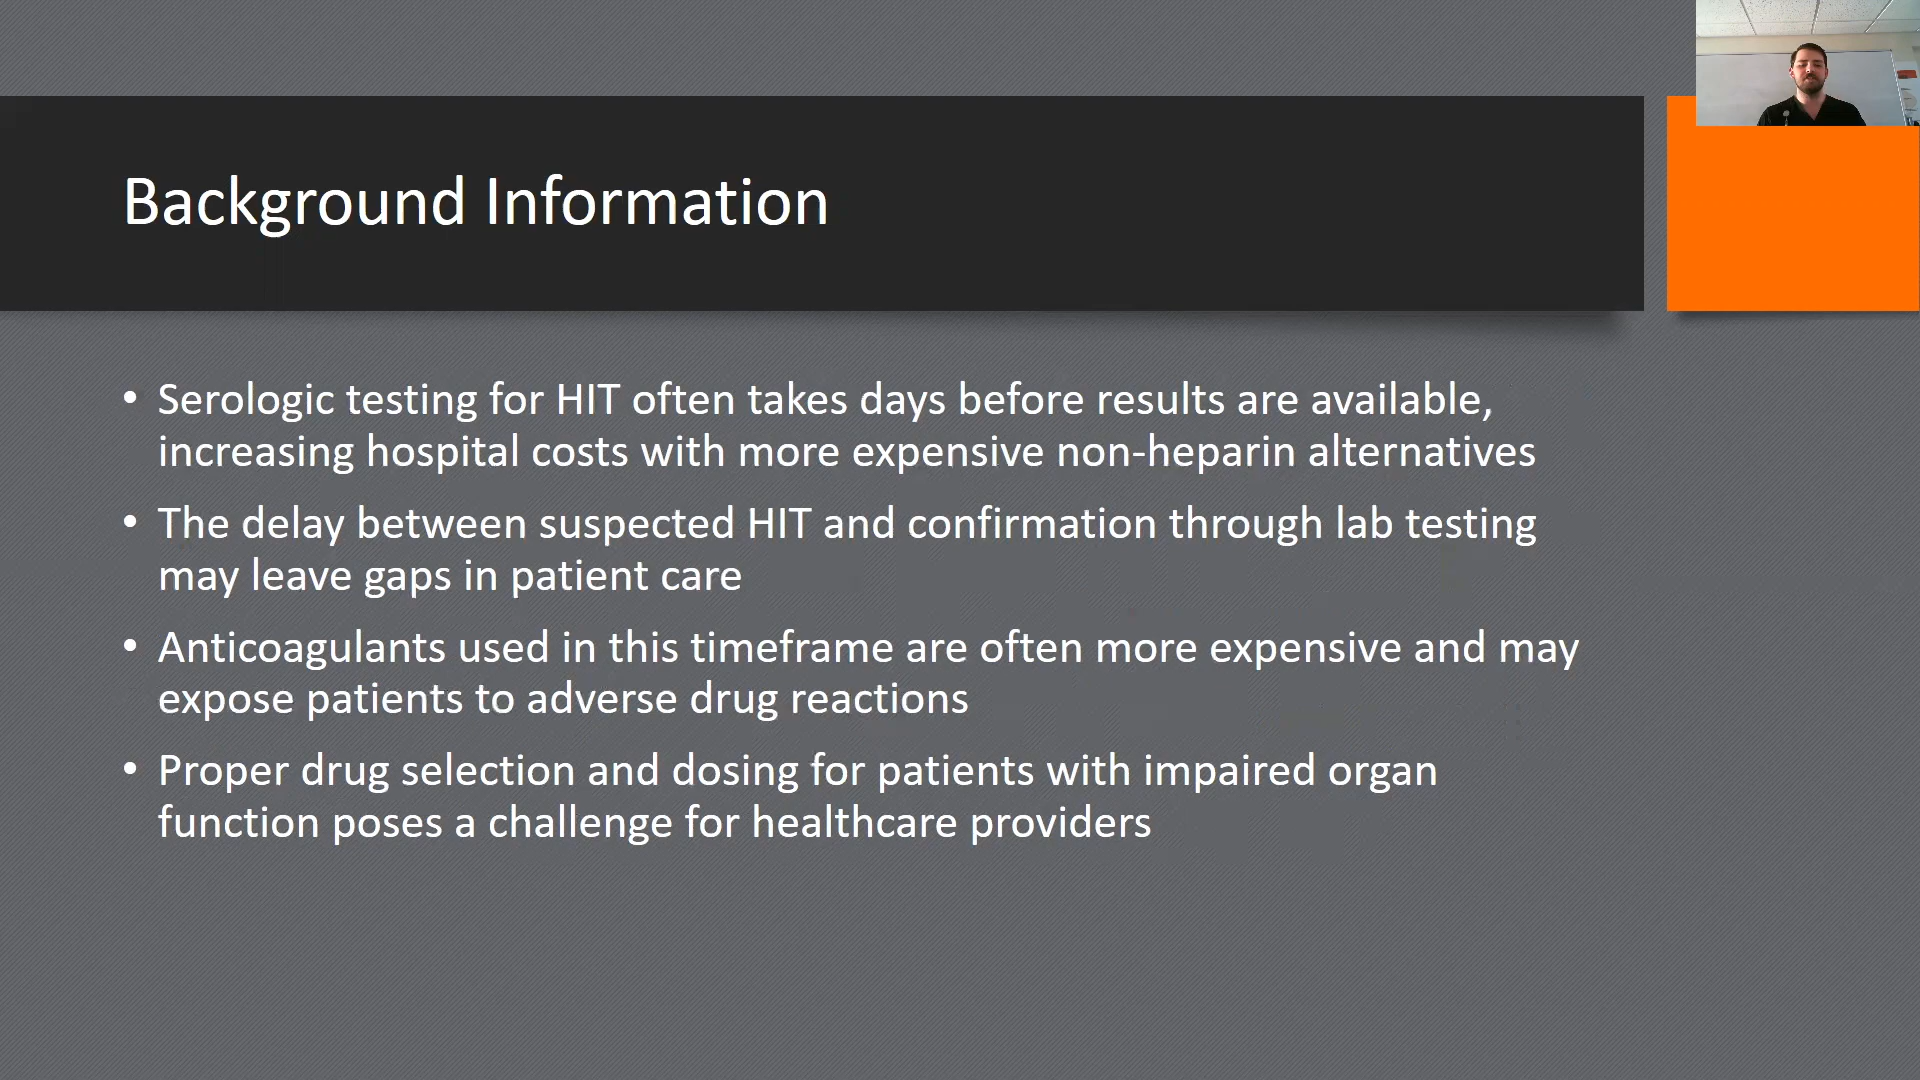 Background Information
• Serologic testing for HIT often takes days before results are available,
increasing hospital costs with more expensive non-heparin alternatives
• The delay between suspected HIT and confirmation through lab testing
may leave gaps in patient care
• Anticoagulants used in this timeframe are often more expensive and may
expose patients to adverse drug reactions
• Proper drug selection and dosing for patients with impaired organ
function poses a challenge for healthcare providers